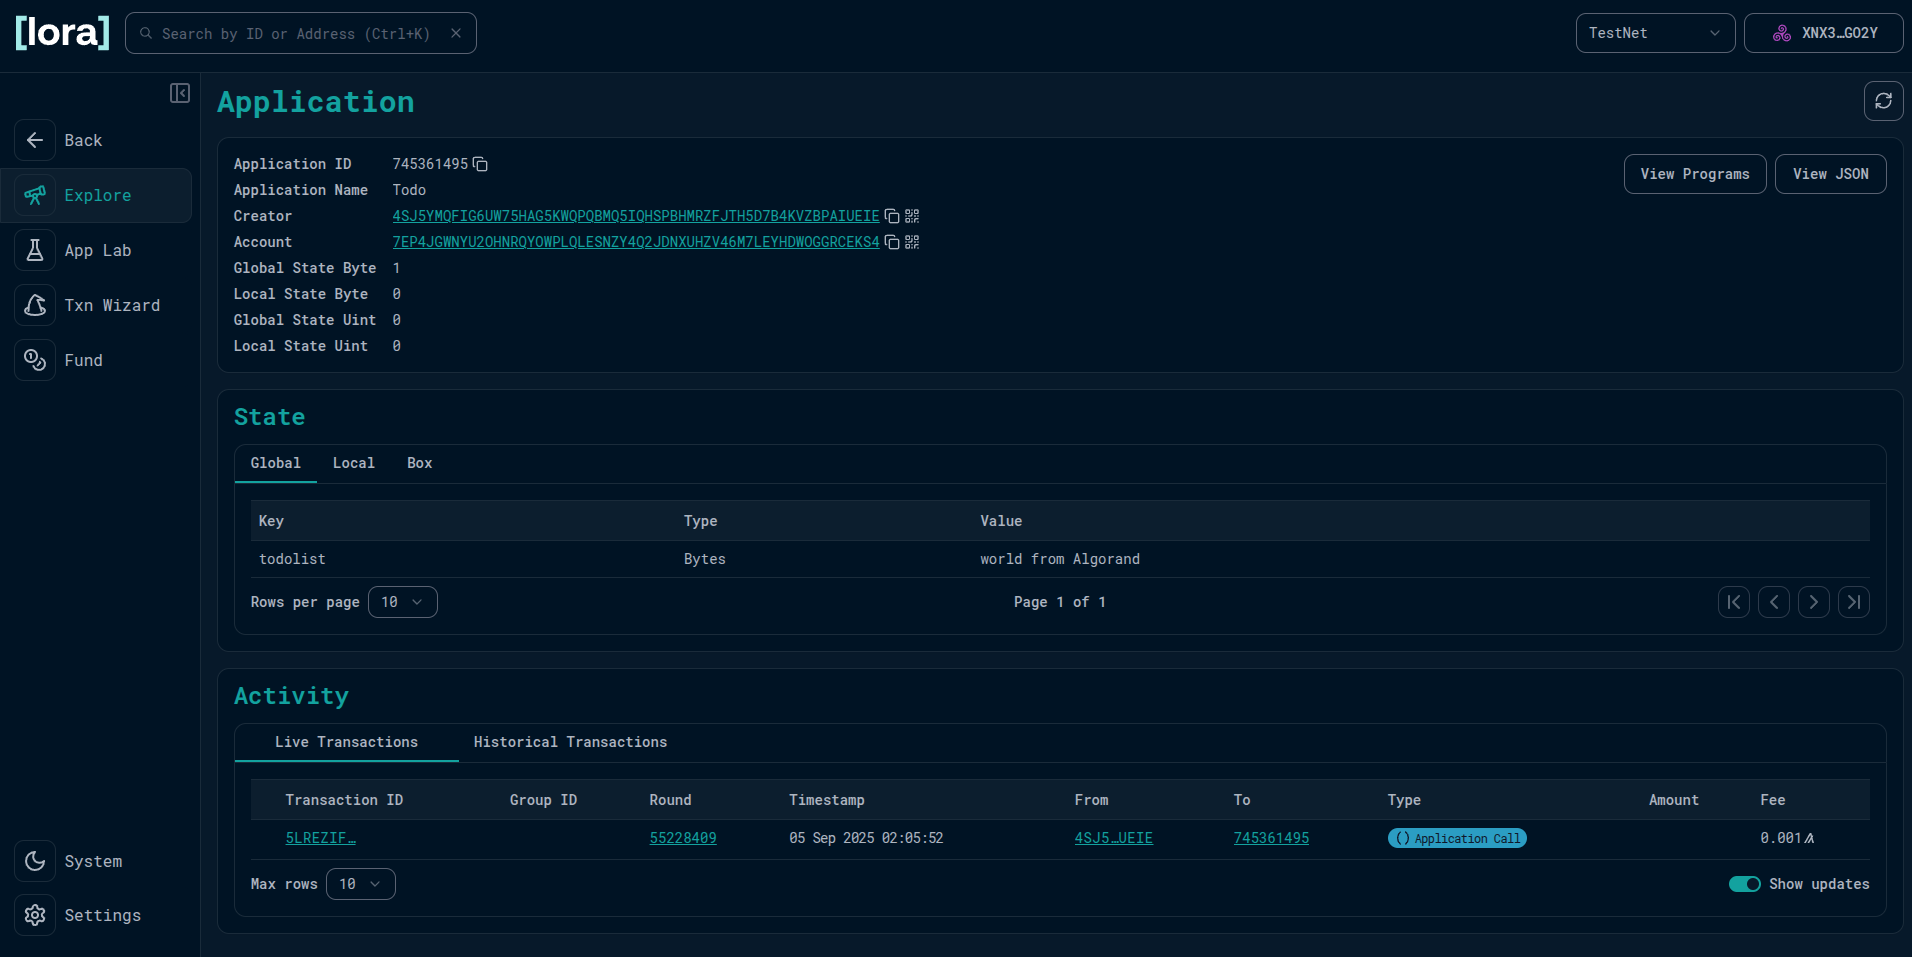 [lora]
Search by ID or Address (Ctrl+K)
TestNet
XNX3…GO2Y
Back
Explore
App Lab
Txn Wizard
Fund
System
Settings
Application
Application ID 745361495
Application Name Todo
Creator 4SJ5YMQFIG6UW75HAG5KWQPQBMQ5IQHSPBHMRZFJTH5D7B4KVZBPAIUEIE
Account 7EP4JGWNYU2OHNRQYOWPLQLESNZY4Q2JDNXUHZV46M7LEYHDWOGGRCEKS4
Global State Byte 1
Local State Byte 0
Global State Uint 0
Local State Uint 0
View Programs
View JSON
State
Global Local Box
Key Type Value
todolist Bytes world from Algorand
Rows per page 10 Page 1 of 1
Activity
Live Transactions Historical Transactions
Transaction ID Group ID Round Timestamp From To Type Amount Fee
5LREZIF… 55228409 05 Sep 2025 02:05:52 4SJ5…UEIE 745361495 () Application Call 0.001
Max rows 10 Show updates